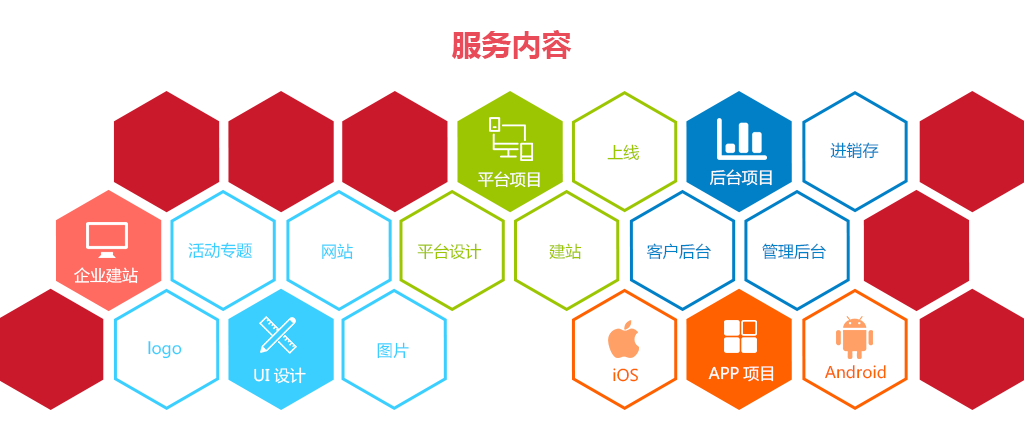 服务内容
平台项目
上线
后台项目
进销存
企业建站
活动专题
网站
平台设计
建站
客户后台
管理后台
logo
UI 设计
图片
iOS
APP 项目
Android